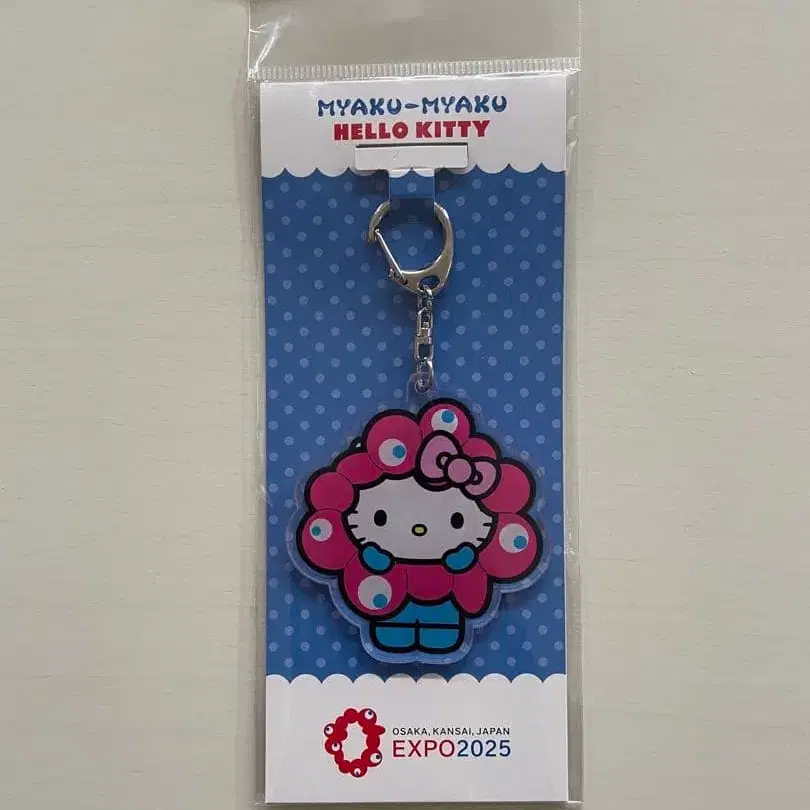 MYAKU-MYAKU
HELLO KITTY
OSAKA, KANSAI, JAPAN
EXPO2025